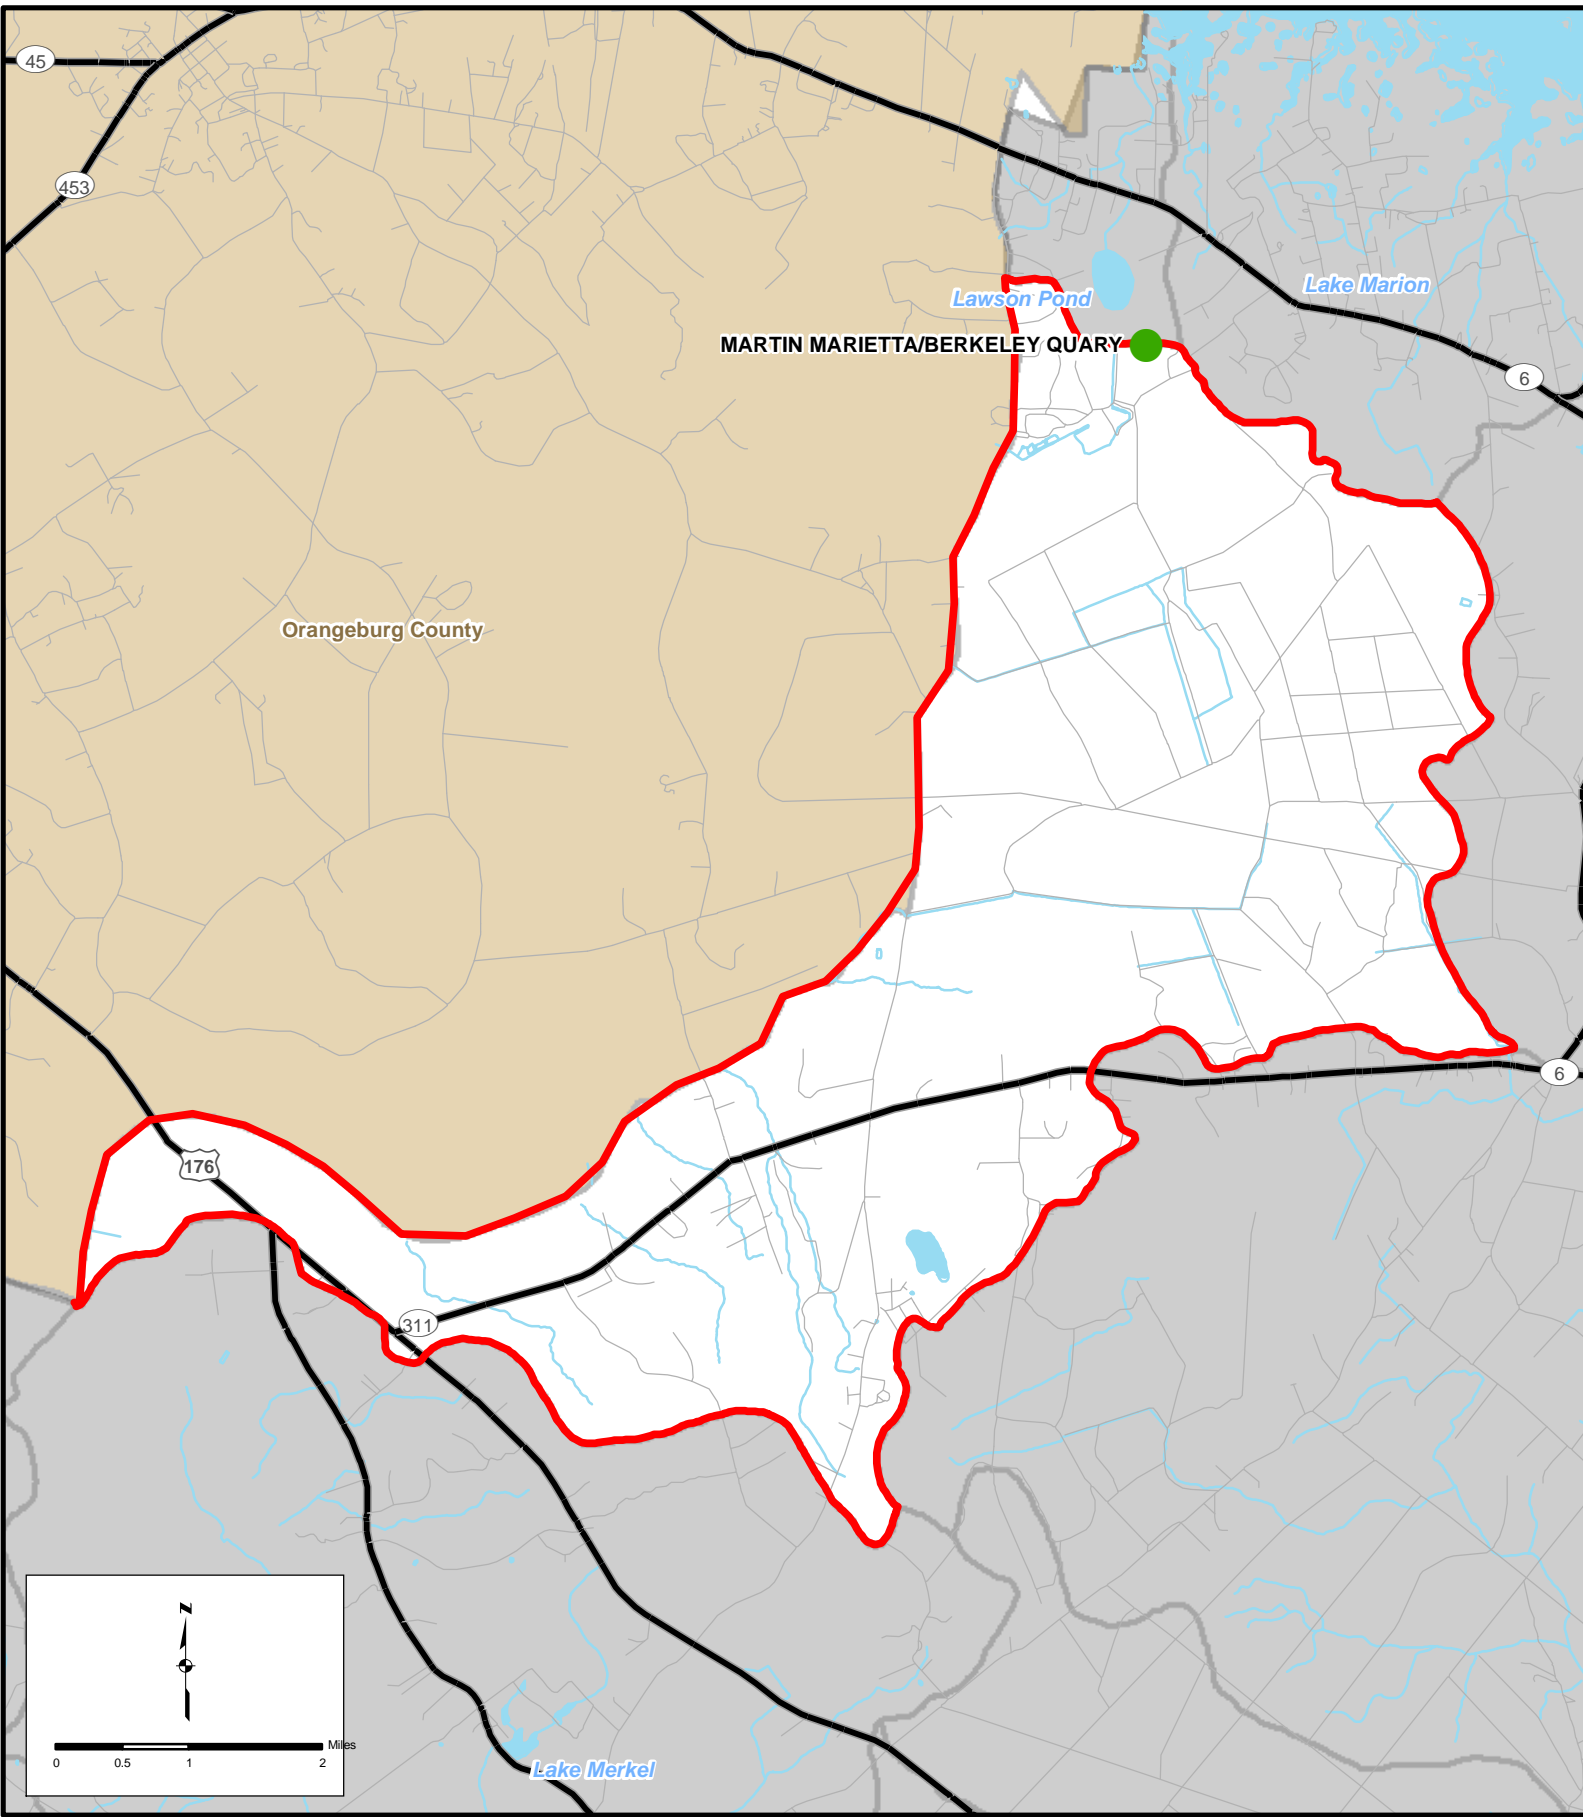 45
453
Lawson Pond
Lake Marion
MARTIN MARIETTA/BERKELEY QUARY
6
Orangeburg County
6
176
311
N
Miles
0 0.5 1 2
Lake Merkel